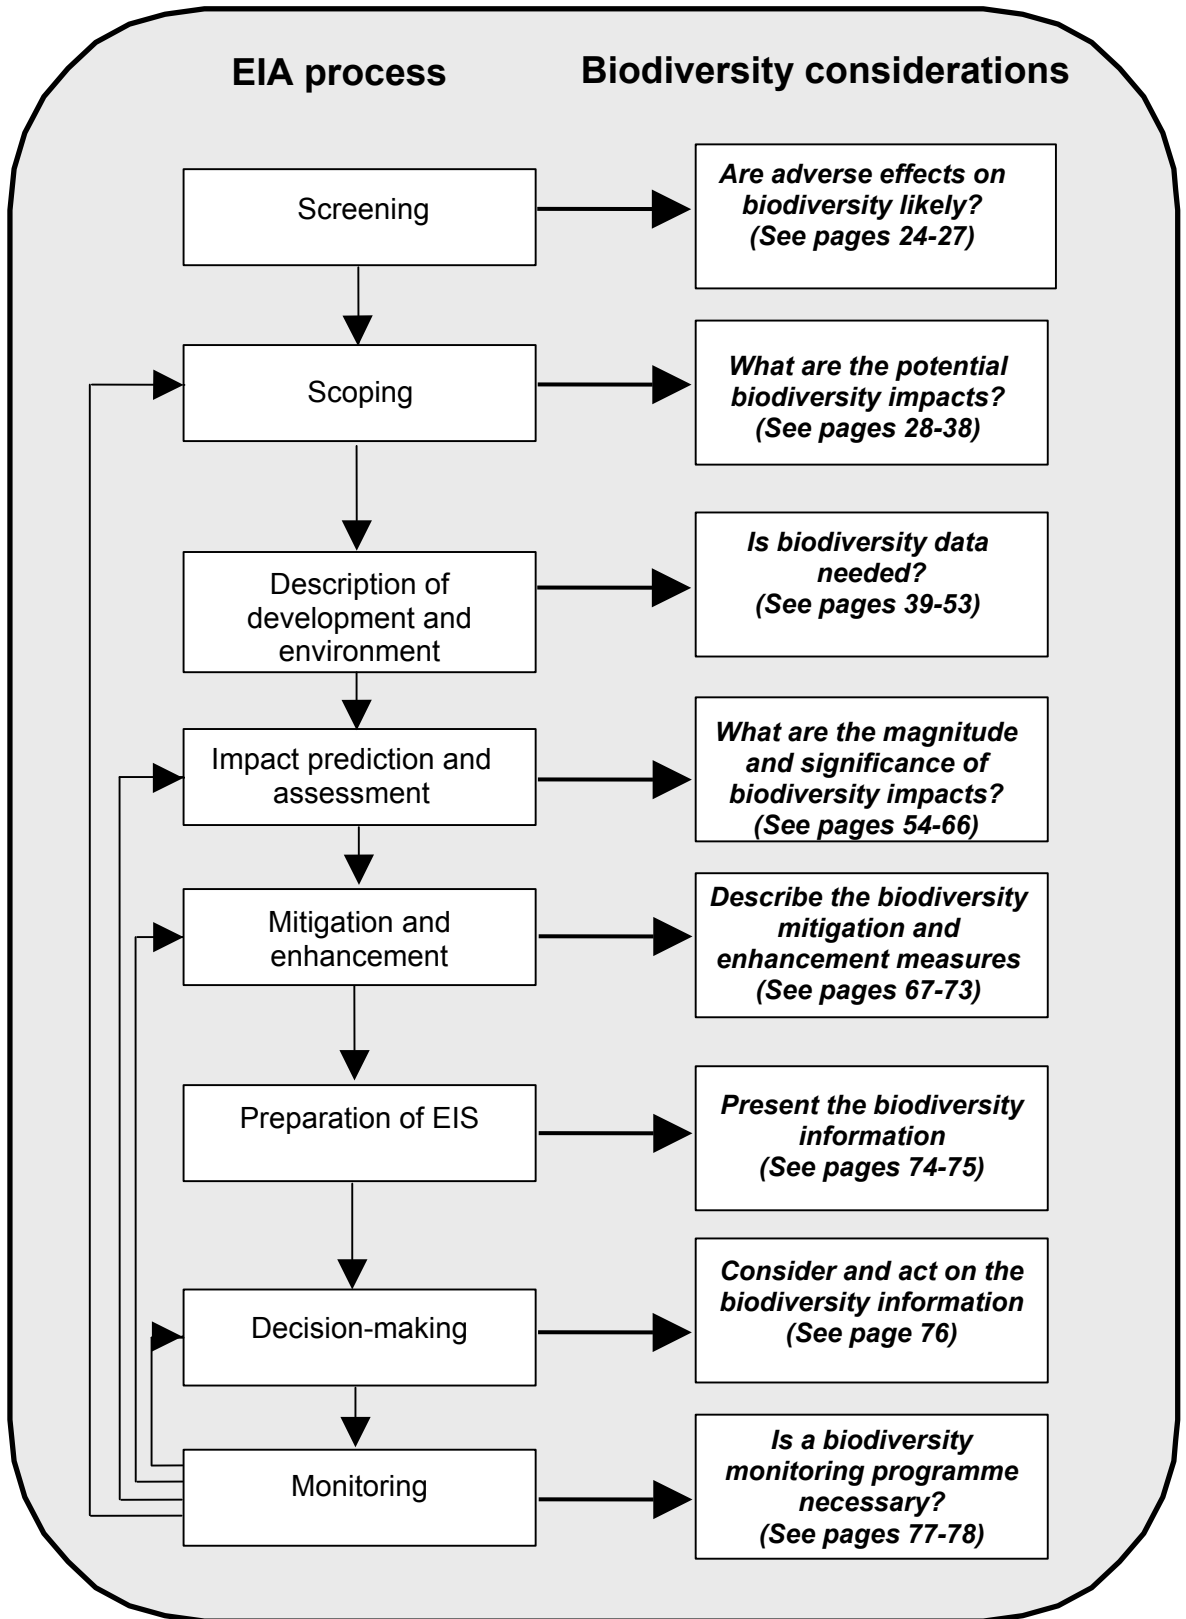 EIA process
Biodiversity considerations
Screening
Are adverse effects on
biodiversity likely?
(See pages 24-27)
Scoping
What are the potential
biodiversity impacts?
(See pages 28-38)
Description of
development and
environment
Is biodiversity data
needed?
(See pages 39-53)
Impact prediction and
assessment
What are the magnitude
and significance of
biodiversity impacts?
(See pages 54-66)
Mitigation and
enhancement
Describe the biodiversity
mitigation and
enhancement measures
(See pages 67-73)
Preparation of EIS
Present the biodiversity
information
(See pages 74-75)
Decision-making
Consider and act on the
biodiversity information
(See page 76)
Monitoring
Is a biodiversity
monitoring programme
necessary?
(See pages 77-78)